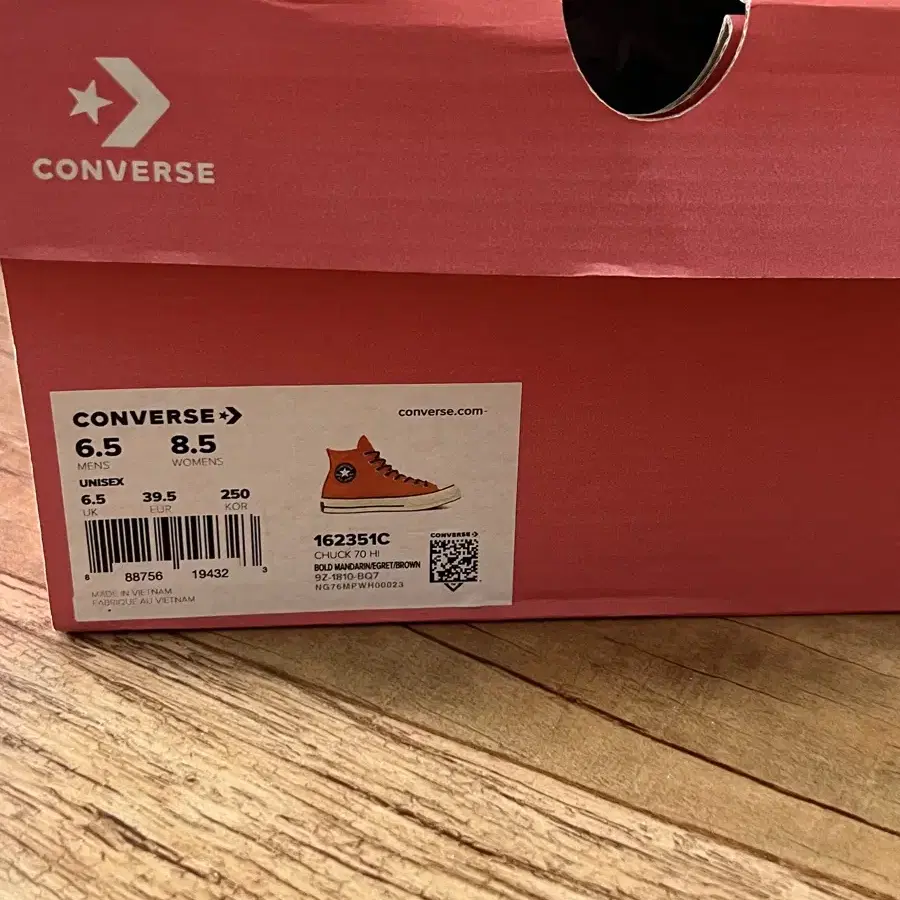 CONVERSE
CONVERSE
converse.com
6.5 8.5
MENS WOMENS
UNISEX
6.5 39.5 250
UK EUR KOR
8 88756 19432 3
MADE IN VIETNAM
FABRIQUE AU VIETNAM
162351C
CHUCK 70 HI
BOLD MANDARIN/EGRET/BROWN
9Z-1810-BQ7
NG76MPWH00023
CONVERSE